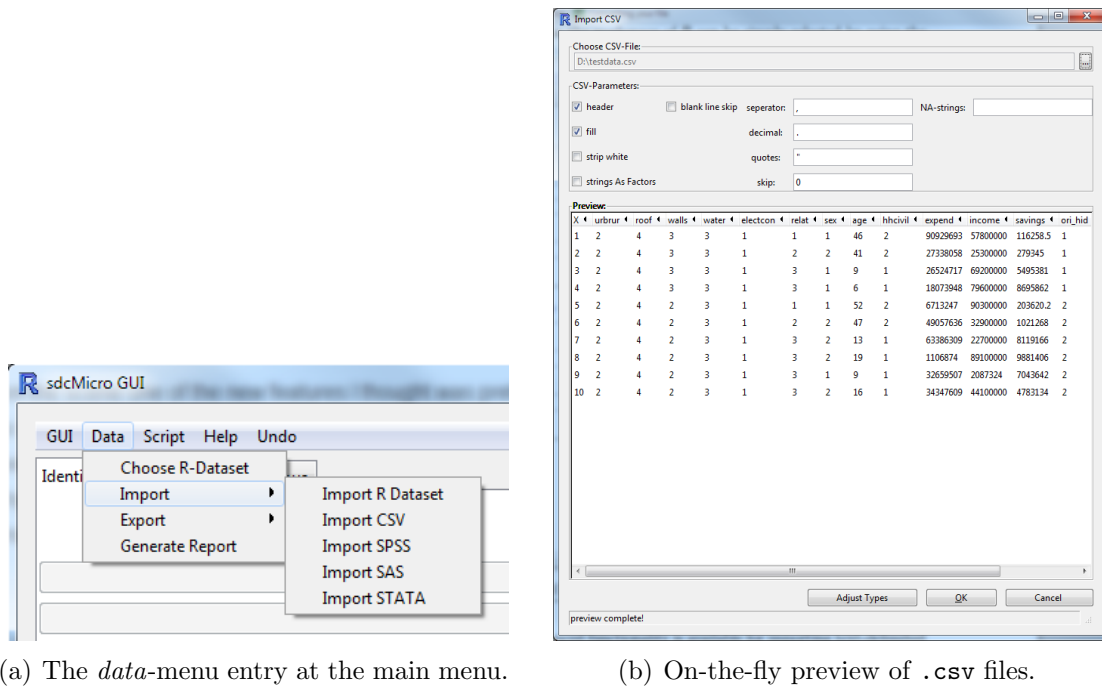 sdcMicro GUI
GUI Data Script Help Undo
Identi
Choose R-Dataset
Import
Export
Generate Report
Import R Dataset
Import CSV
Import SPSS
Import SAS
Import STATA
(a) The data-menu entry at the main menu.
Import CSV
Choose CSV-File:
D:\testdata.csv
...
CSV-Parameters:
header blank line skip seperator: , NA-strings:
fill decimal: .
strip white quotes: "
strings As Factors skip: 0
Preview:
X urbrur roof walls water electcon relat sex age hhcivil expend income savings ori_hid
1 2 4 3 3 1 1 1 46 2 90929693 57800000 116258.5 1
2 2 4 3 3 1 2 2 41 2 27338058 25300000 279345 1
3 2 4 3 3 1 3 1 9 1 26524717 69200000 5495381 1
4 2 4 3 3 1 3 1 6 1 18073948 79600000 8695862 1
5 2 4 2 3 1 1 1 52 2 6713247 90300000 203620.2 2
6 2 4 2 3 1 2 2 47 2 49057636 32900000 1021268 2
7 2 4 2 3 1 3 2 13 1 63386309 22700000 8119166 2
8 2 4 2 3 1 3 2 19 1 1106874 89100000 9881406 2
9 2 4 2 3 1 3 1 9 1 32659507 2087324 7043642 2
10 2 4 2 3 1 3 2 16 1 34347609 44100000 4783134 2
Adjust Types OK Cancel
preview complete!
(b) On-the-fly preview of .csv files.